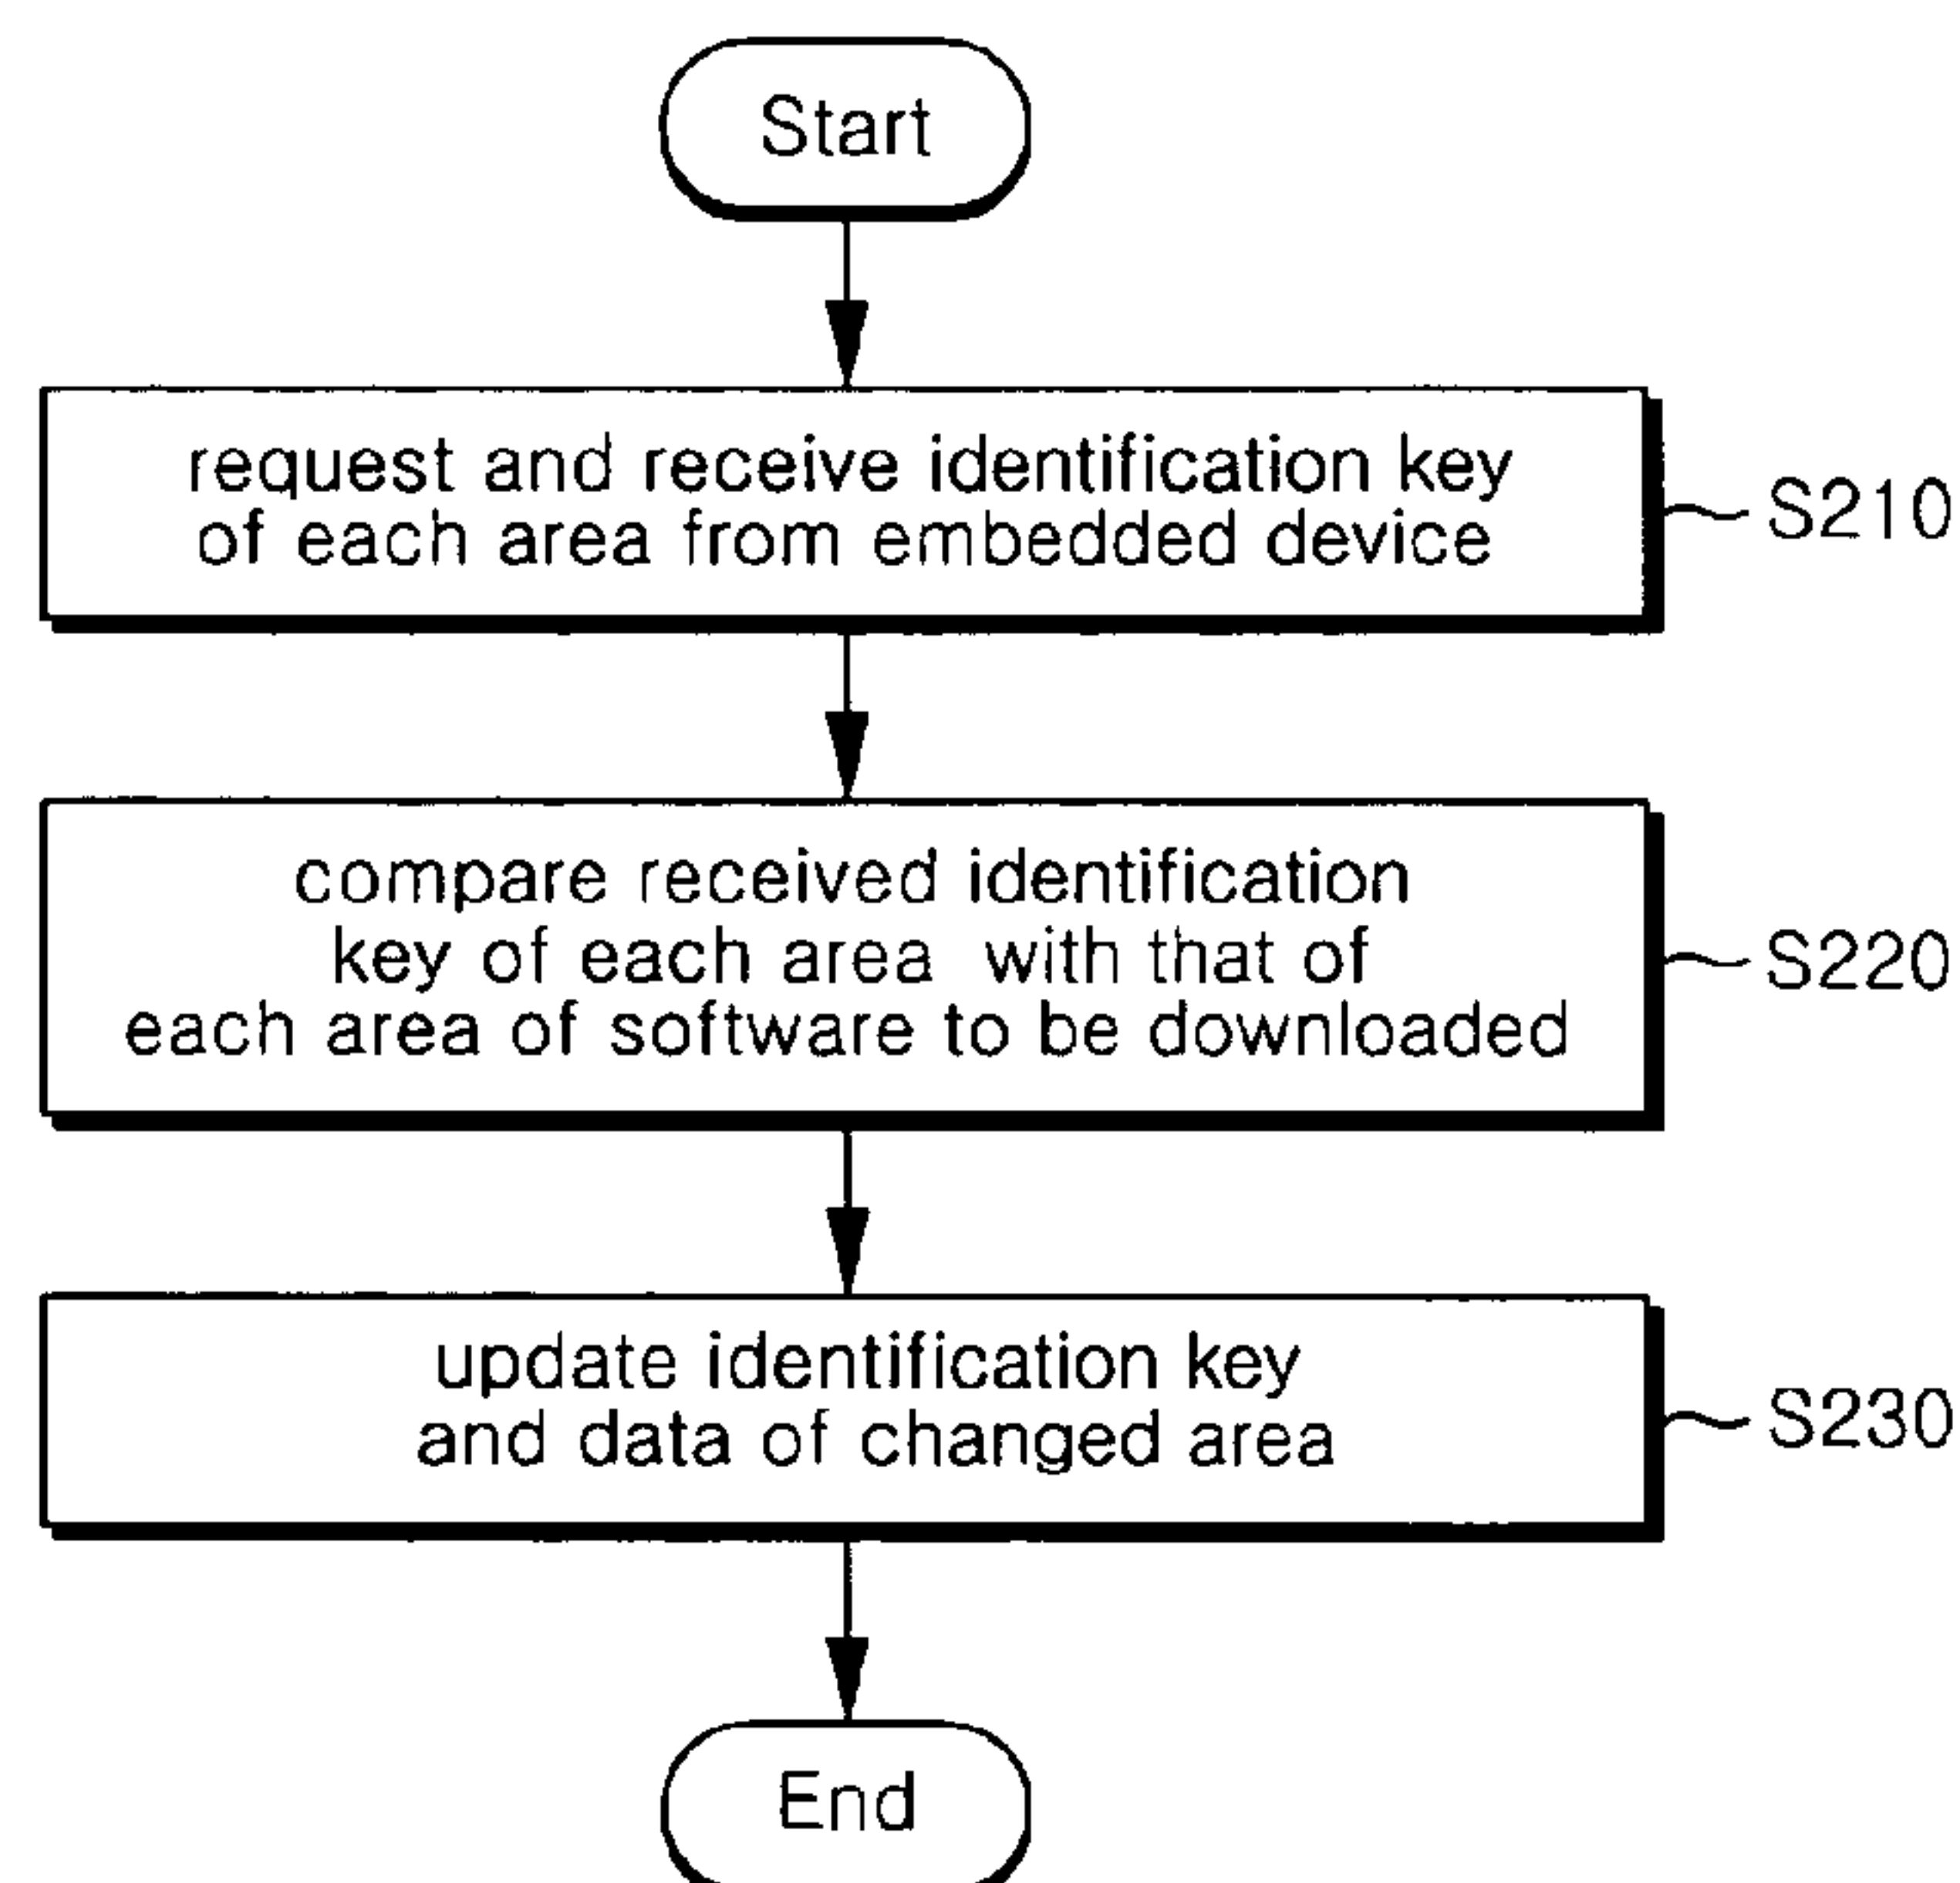 Start
request and receive identification key
of each area from embedded device
S210
compare received identification
key of each area with that of
each area of software to be downloaded
S220
update identification key
and data of changed area
S230
End